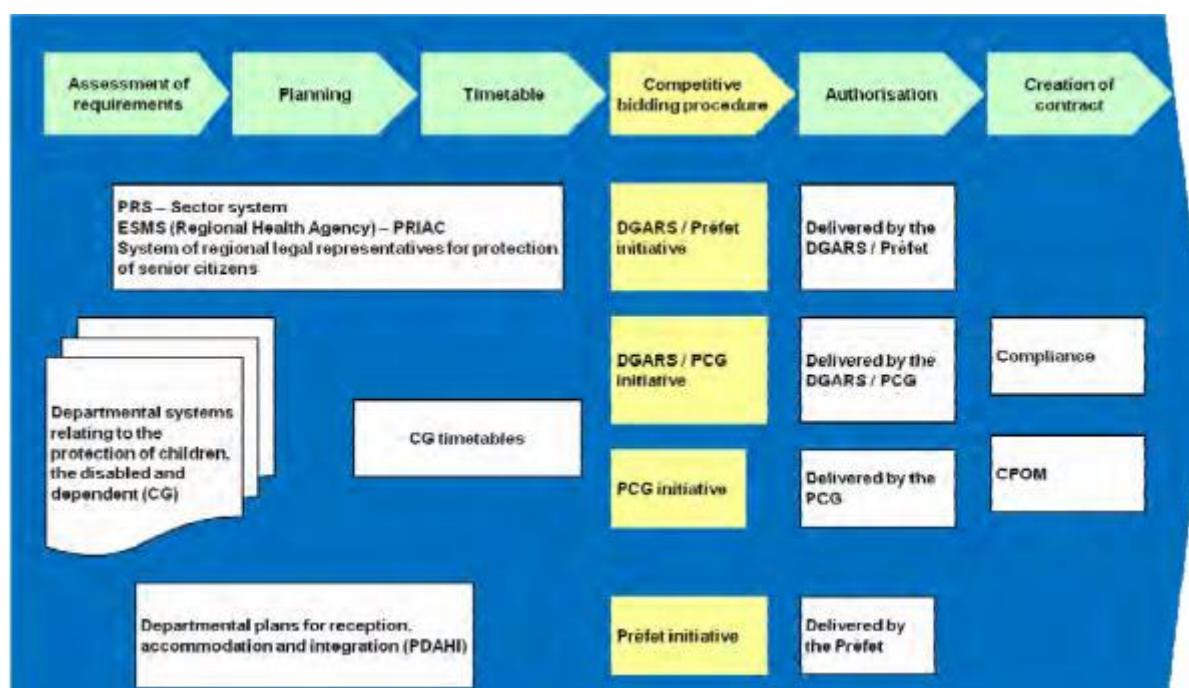 Assessment of
requirements
Planning
Timetable
Competitive
bidding procedure
Authorisation
Creation of
contract
PRS – Sector system
ESMS (Regional Health Agency) – PRIAC
System of regional legal representatives for protection
of senior citizens
DGARS / Préfet
initiative
Delivered by the
DGARS / Préfet
Departmental systems
relating to the
protection of children,
the disabled and
dependent (CG)
CG timetables
DGARS / PCG
initiative
Delivered by the
DGARS / PCG
Compliance
PCG initiative
Delivered by the
PCG
CPOM
Departmental plans for reception,
accommodation and integration (PDAHI)
Préfet initiative
Delivered by
the Préfet